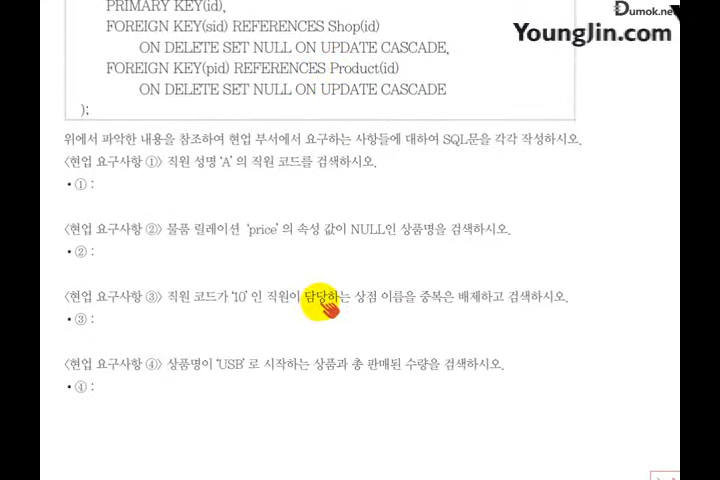 PRIMARY KEY(id),
Dumok.ne
YoungJin.com
FOREIGN KEY(sid) REFERENCES Shop(id)
ON DELETE SET NULL ON UPDATE CASCADE,
FOREIGN KEY(pid) REFERENCES Product(id)
ON DELETE SET NULL ON UPDATE CASCADE
);
위에서 파악한 내용을 참조하여 현업 부서에서 요구하는 사항들에 대하여 SQL문을 각각 작성하시오.
<현업 요구사항 ①> 직원 성명 'A' 의 직원 코드를 검색하시오.
• ① :
<현업 요구사항 ②> 물품 릴레이션 'price' 의 속성 값이 NULL인 상품명을 검색하시오.
• ② :
<현업 요구사항 ③> 직원 코드가 '10' 인 직원이 담당하는 상점 이름을 중복은 배제하고 검색하시오.
• ③ :
<현업 요구사항 ④> 상품명이 'USB' 로 시작하는 상품과 총 판매된 수량을 검색하시오.
• ④ :